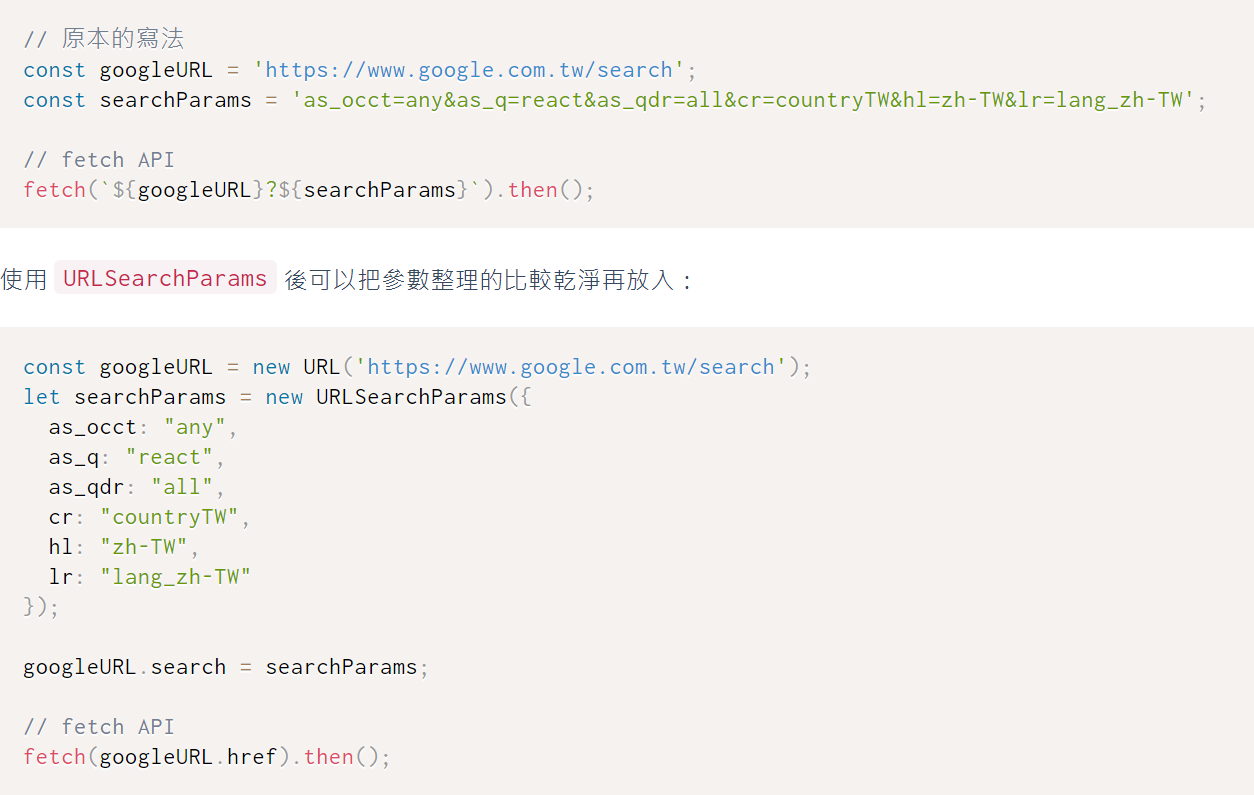 // 原本的寫法
const googleURL = 'https://www.google.com.tw/search';
const searchParams = 'as_occt=any&as_q=react&as_qdr=all&cr=countryTW&hl=zh-TW&lr=lang_zh-TW';

// fetch API
fetch(`${googleURL}?${searchParams}`).then();

使用 URLSearchParams 後可以把參數整理的比較乾淨再放入：

const googleURL = new URL('https://www.google.com.tw/search');
let searchParams = new URLSearchParams({
  as_occt: "any",
  as_q: "react",
  as_qdr: "all",
  cr: "countryTW",
  hl: "zh-TW",
  lr: "lang_zh-TW"
});

googleURL.search = searchParams;

// fetch API
fetch(googleURL.href).then();